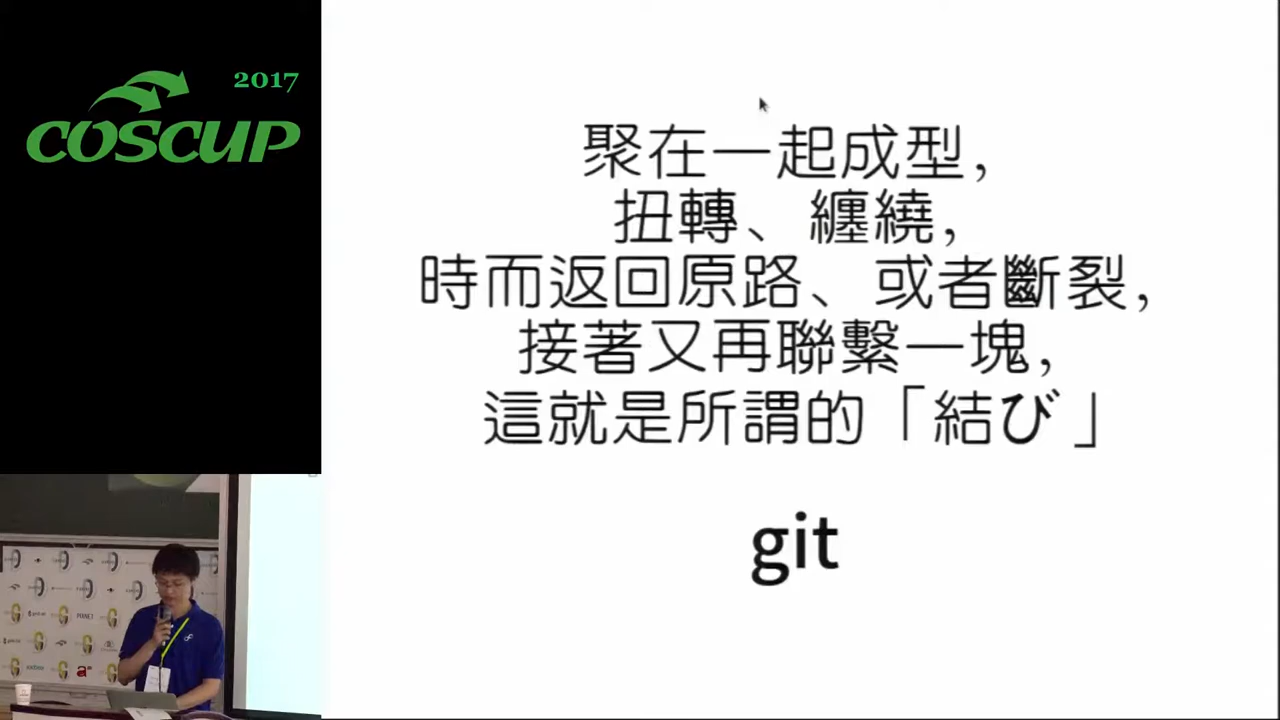 2017
COSCUP
聚在一起成型,
扭轉、纏繞,
時而返回原路、或者斷裂,
接著又再聯繫一塊,
這就是所謂的「結び」
git